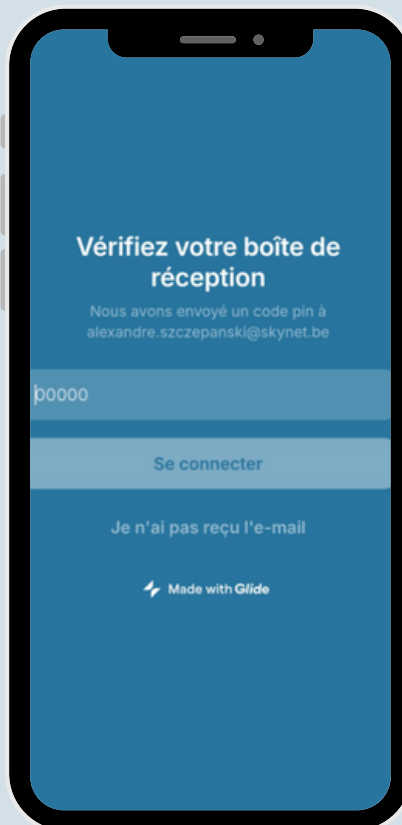 Vérifiez votre boîte de
réception
Nous avons envoyé un code pin à
alexandre.szczepanski@skynet.be
00000
Se connecter
Je n'ai pas reçu l'e-mail
Made with Glide